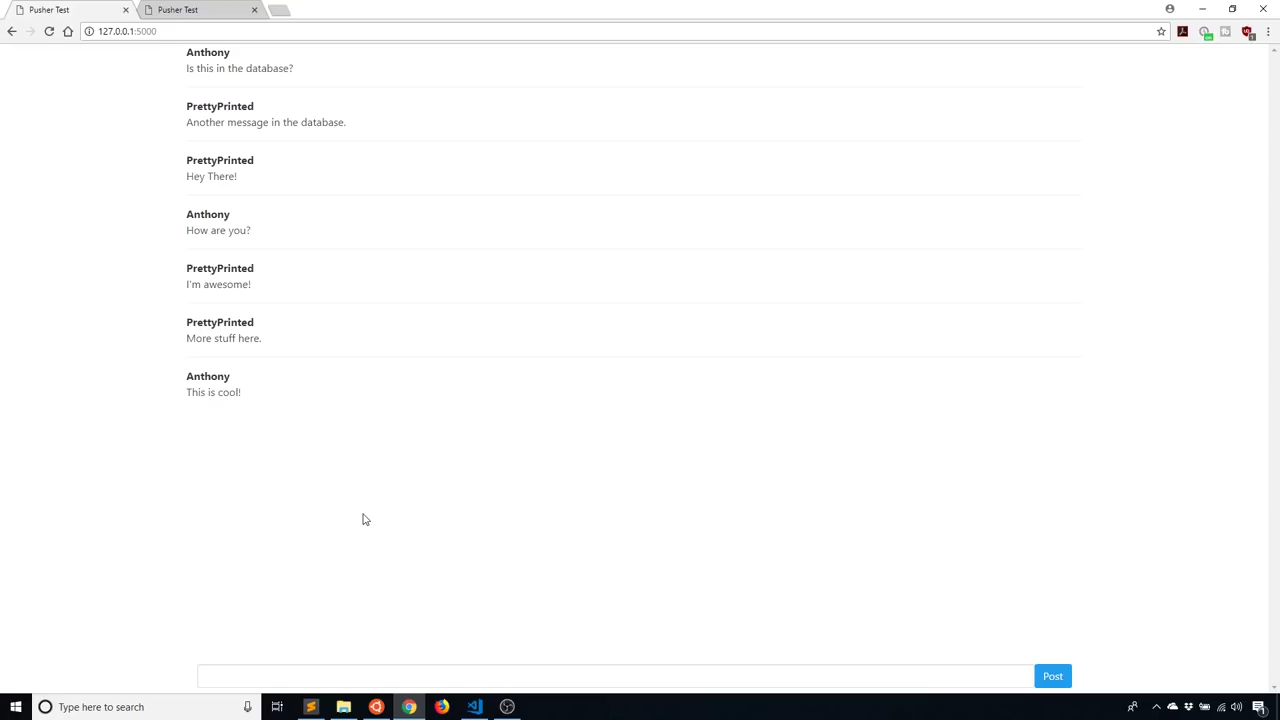 Pusher Test
Pusher Test
127.0.0.1:5000
Anthony
Is this in the database?
PrettyPrinted
Another message in the database.
PrettyPrinted
Hey There!
Anthony
How are you?
PrettyPrinted
I'm awesome!
PrettyPrinted
More stuff here.
Anthony
This is cool!
Post
Type here to search